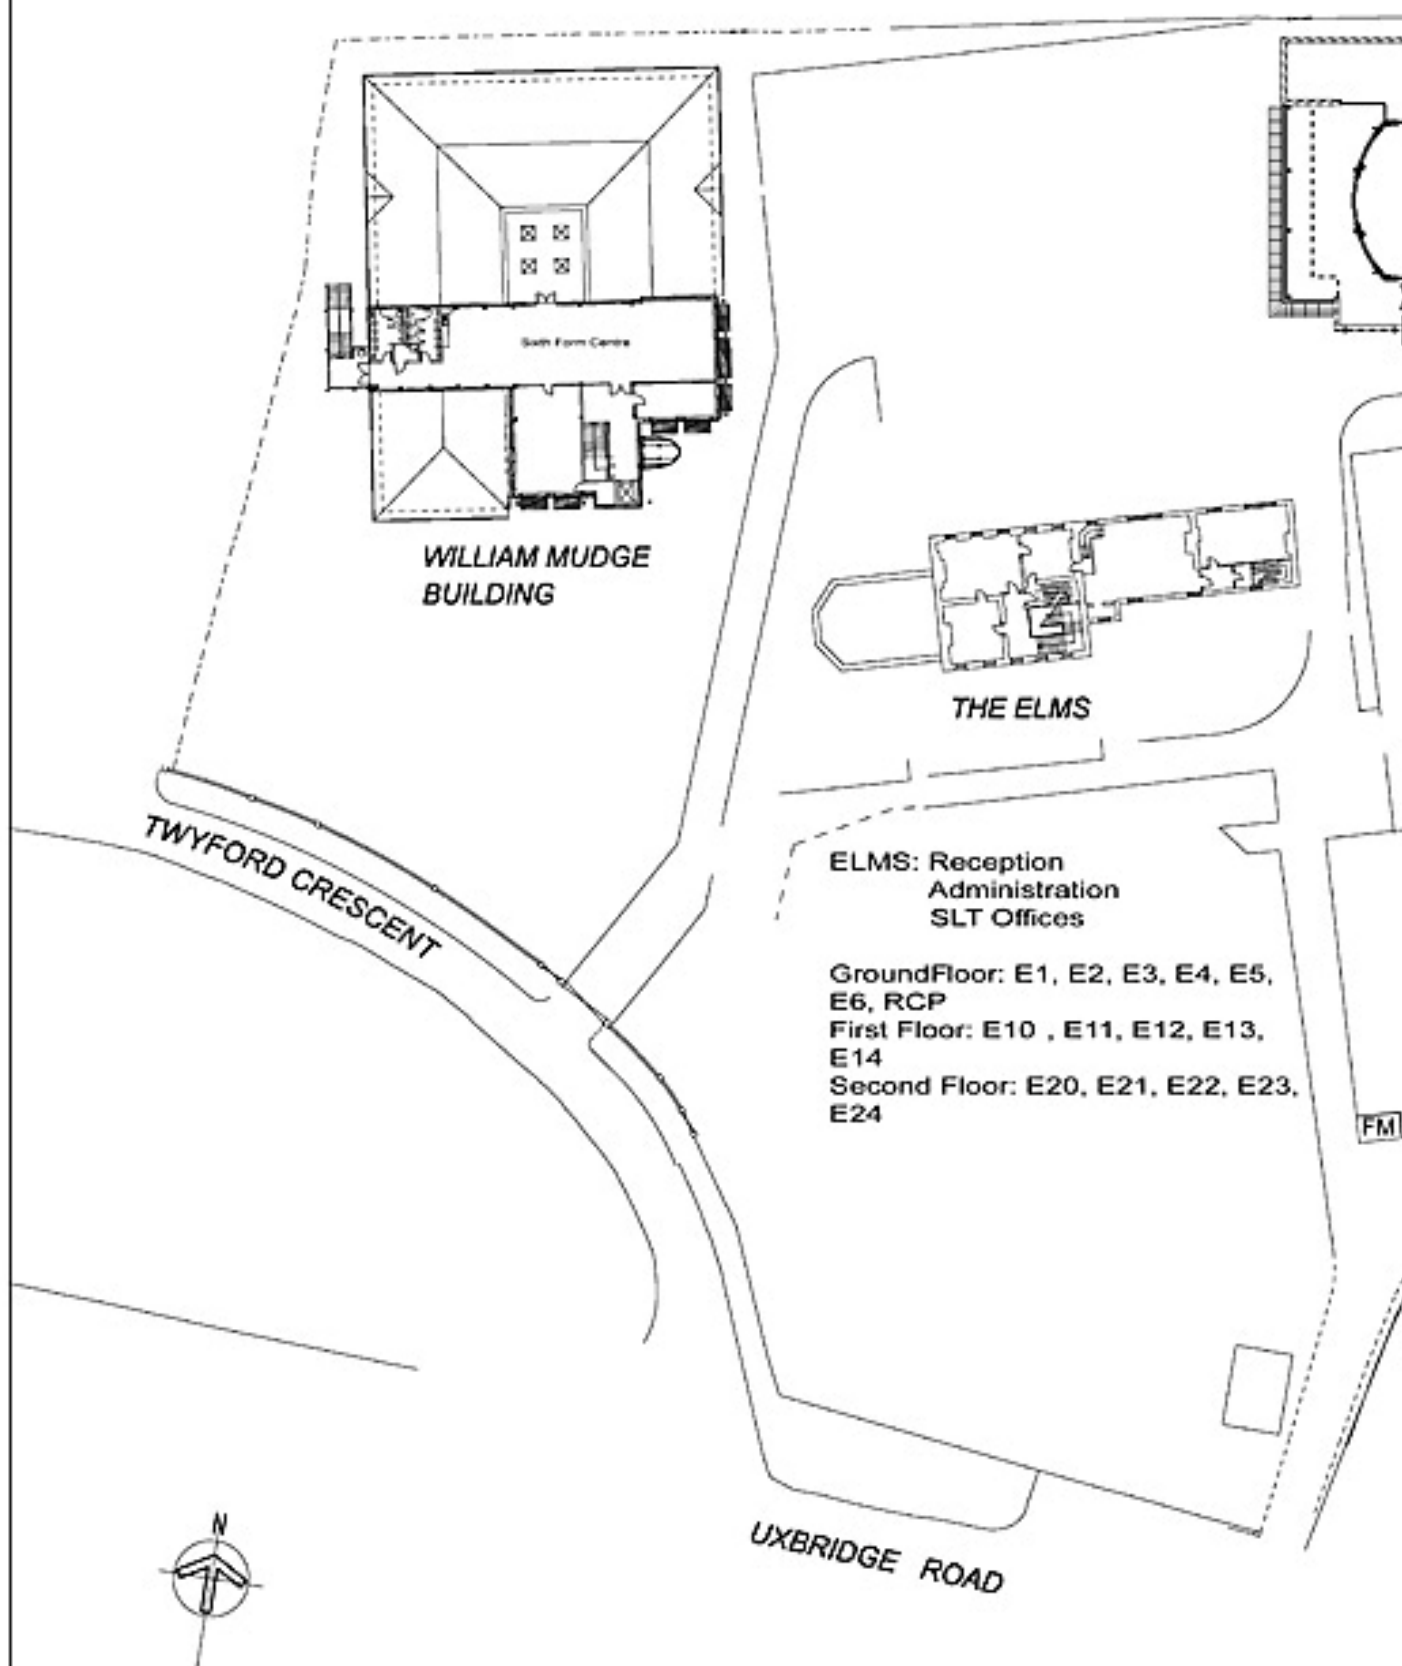 Sixth Form Centre
WILLIAM MUDGE
BUILDING
THE ELMS
TWYFORD CRESCENT
ELMS: Reception
Administration
SLT Offices
GroundFloor: E1, E2, E3, E4, E5,
E6, RCP
First Floor: E10 , E11, E12, E13,
E14
Second Floor: E20, E21, E22, E23,
E24
FM
UXBRIDGE ROAD
N